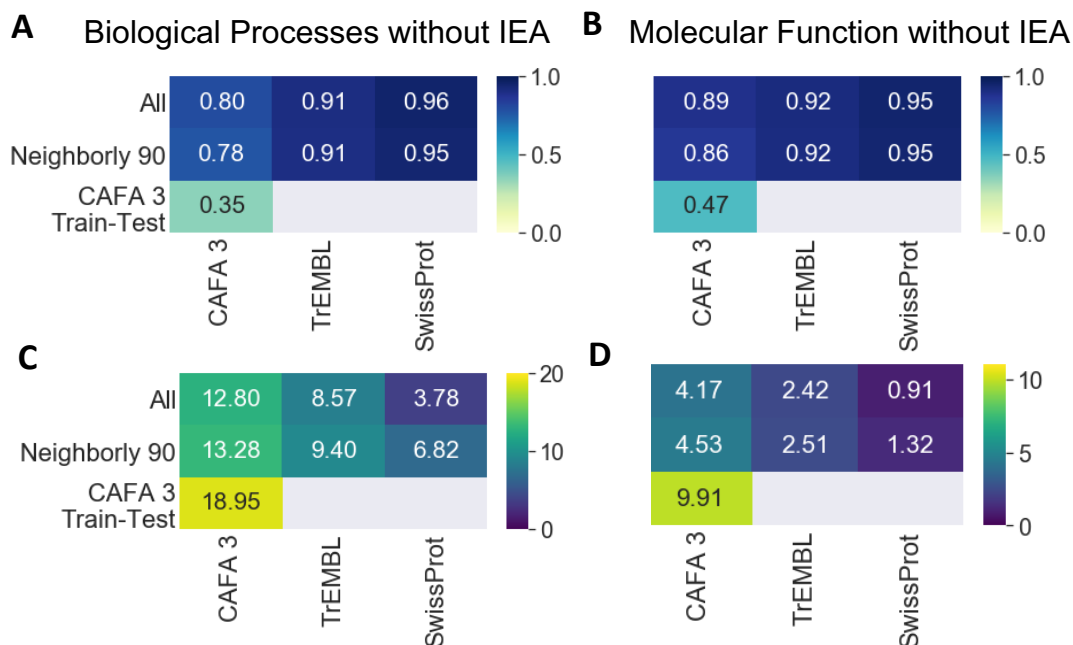 A Biological Processes without IEA
All 0.80 0.91 0.96
Neighborly 90 0.78 0.91 0.95
CAFA 3
Train-Test 0.35
1.0
0.5
0.0
CAFA 3 TrEMBL SwissProt
B Molecular Function without IEA
0.89 0.92 0.95
0.86 0.92 0.95
0.47
1.0
0.5
0.0
CAFA 3 TrEMBL SwissProt
C
All 12.80 8.57 3.78
Neighborly 90 13.28 9.40 6.82
CAFA 3
Train-Test 18.95
20
10
0
CAFA 3 TrEMBL SwissProt
D
4.17 2.42 0.91
4.53 2.51 1.32
9.91
10
5
0
CAFA 3 TrEMBL SwissProt